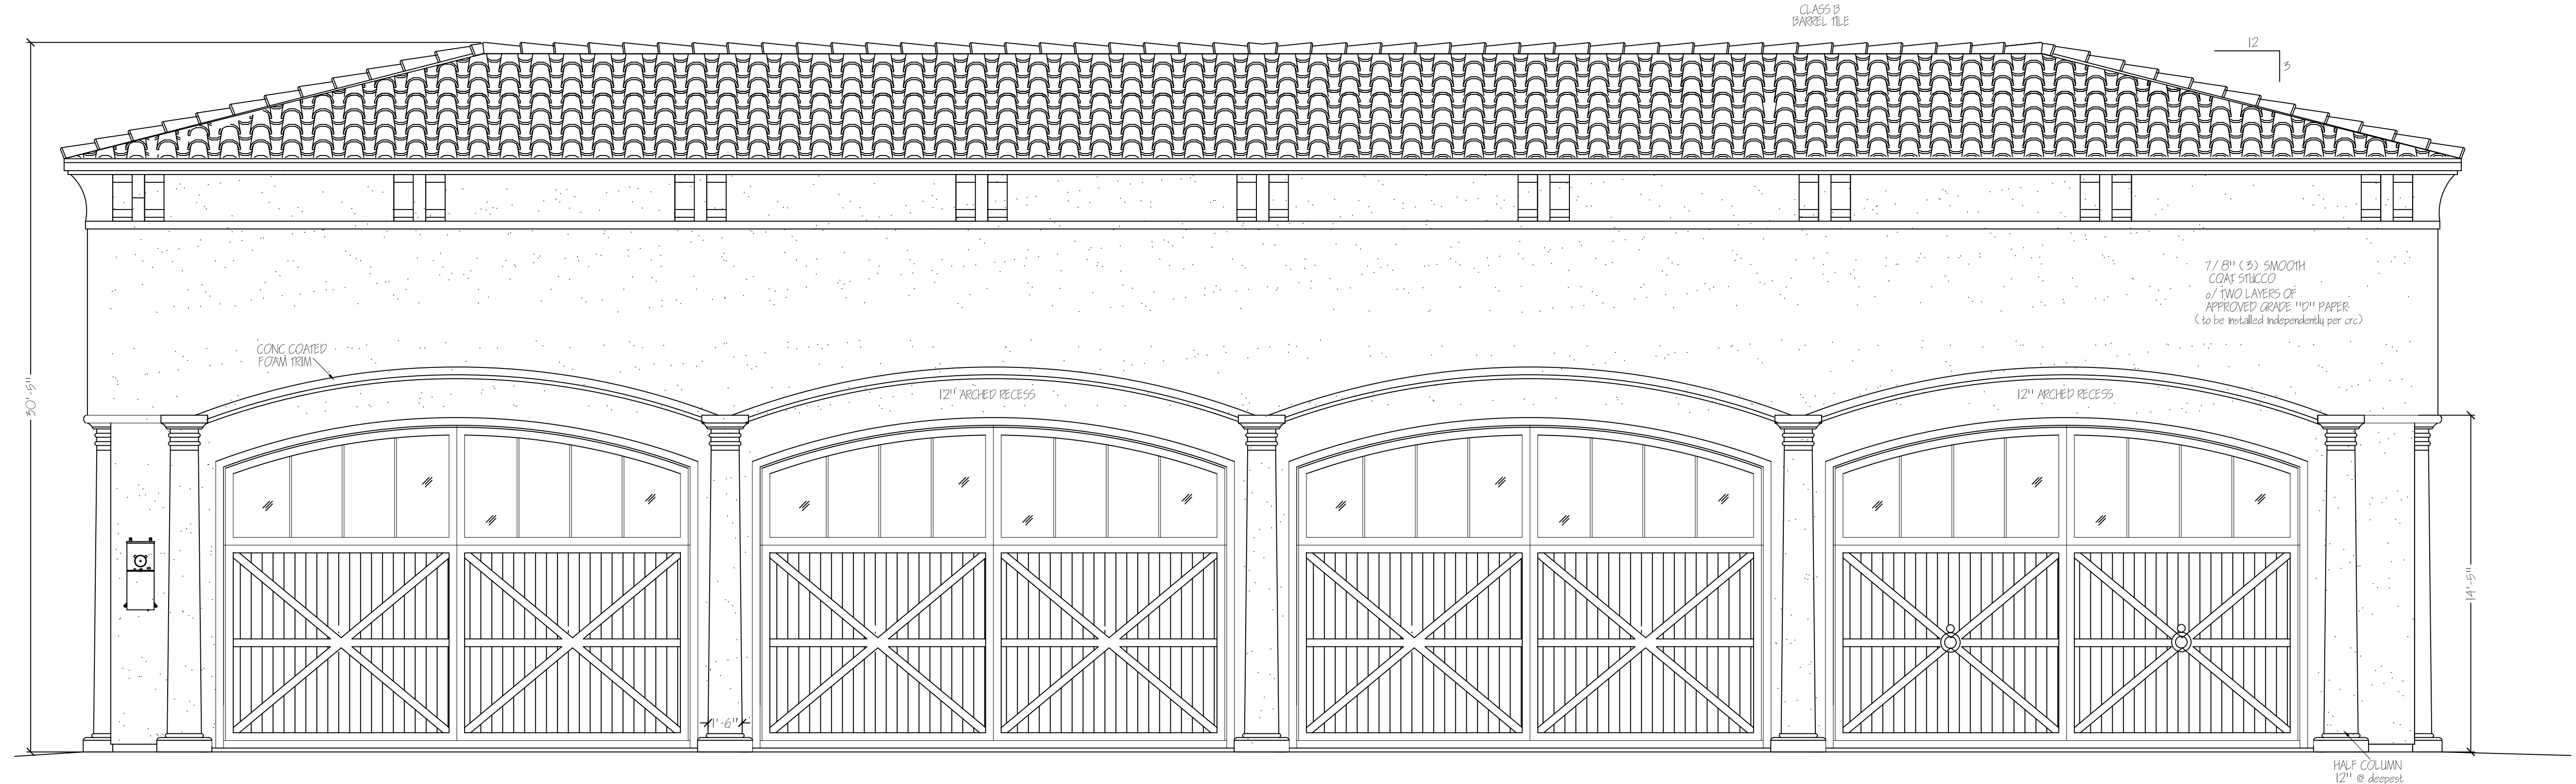 CLASS B
BARREL TILE
12
3
7/8" (3) SMOOTH
COAT STUCCO
o/ TWO LAYERS OF
APPROVED GRADE "D" PAPER
(to be installed independently per crc)
CONC COATED
FOAM TRIM
30'-5"
12" ARCHED RECESS
12" ARCHED RECESS
14'-5"
1'-6"
HALF COLUMN
12" @ deepest